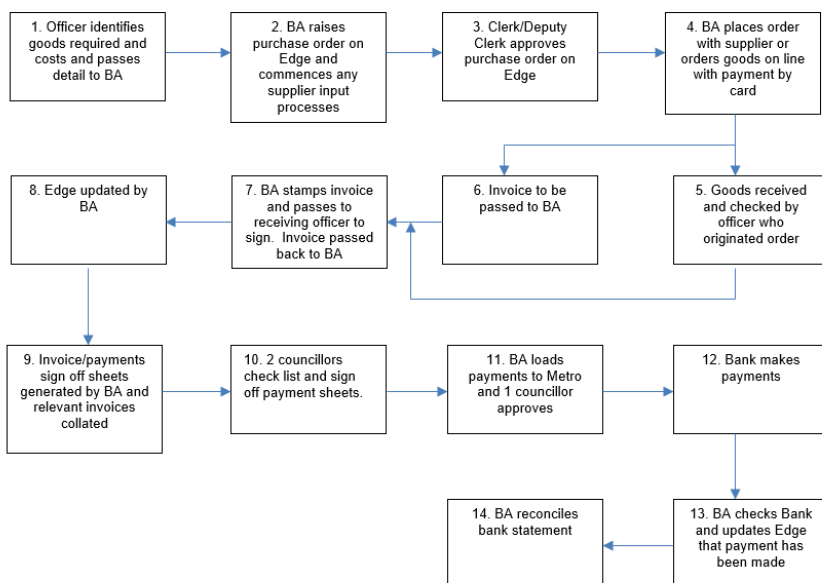 1. Officer identifies
goods required and
costs and passes
detail to BA
2. BA raises
purchase order on
Edge and
commences any
supplier input
processes
3. Clerk/Deputy
Clerk approves
purchase order on
Edge
4. BA places order
with supplier or
orders goods on line
with payment by
card
5. Goods received
and checked by
officer who
originated order
6. Invoice to be
passed to BA
7. BA stamps invoice
and passes to
receiving officer to
sign. Invoice passed
back to BA
8. Edge updated by
BA
9. Invoice/payments
sign off sheets
generated by BA and
relevant invoices
collated
10. 2 councillors
check list and sign
off payment sheets.
11. BA loads
payments to Metro
and 1 councillor
approves
12. Bank makes
payments
13. BA checks Bank
and updates Edge
that payment has
been made
14. BA reconciles
bank statement